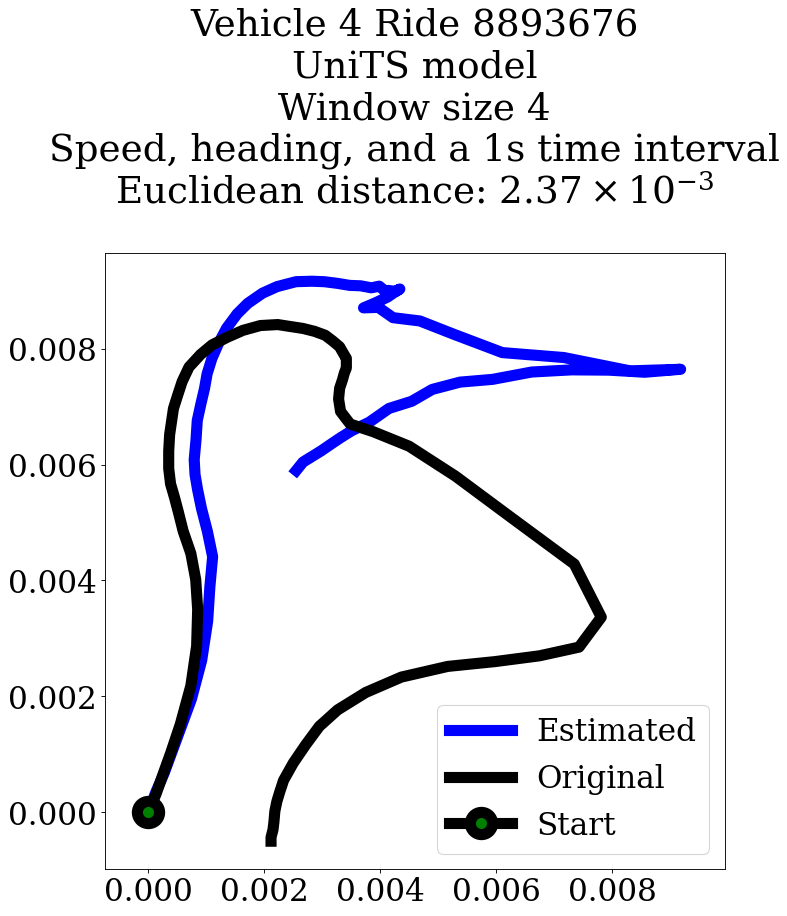 Vehicle 4 Ride 8893676
UniTS model
Window size 4
Speed, heading, and a 1s time interval
Euclidean distance: 2.37 × 10⁻³
0.008
0.006
0.004
0.002
0.000
Estimated
Original
Start
0.000 0.002 0.004 0.006 0.008